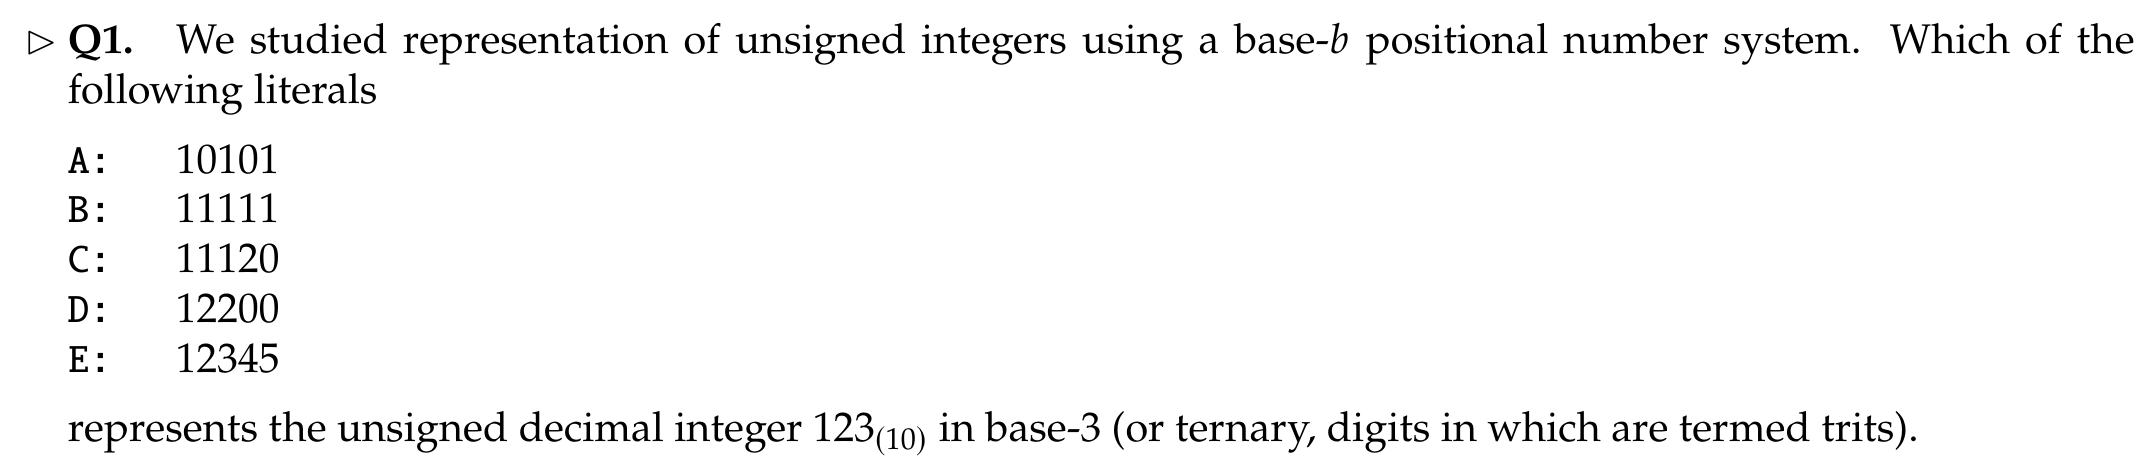 ▷ Q1. We studied representation of unsigned integers using a base-b positional number system. Which of the
following literals
A: 10101
B: 11111
C: 11120
D: 12200
E: 12345
represents the unsigned decimal integer 123(10) in base-3 (or ternary, digits in which are termed trits).